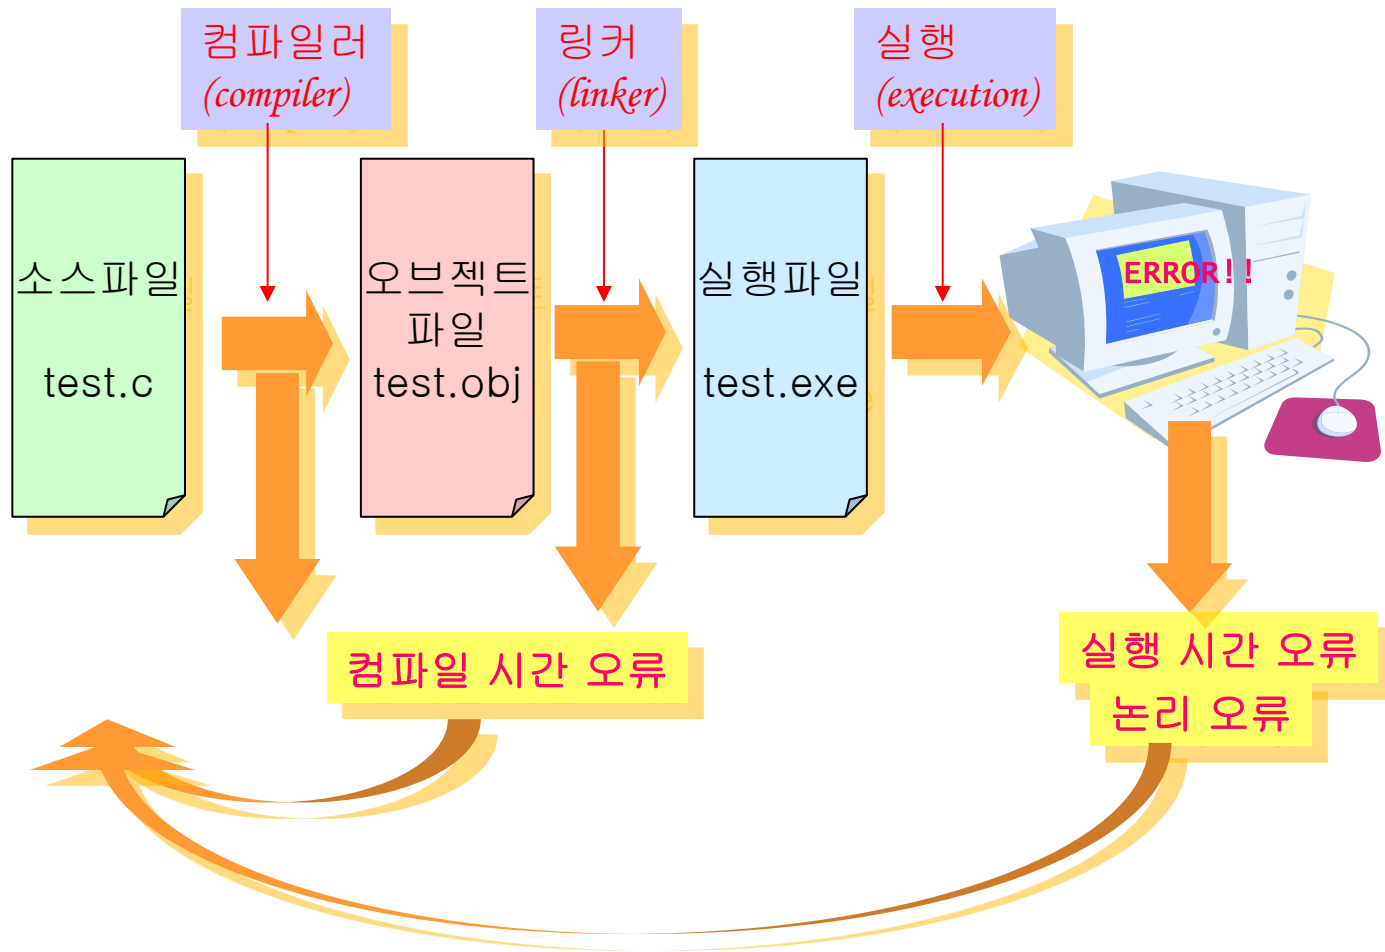 컴파일러
(compiler)
링커
(linker)
실행
(execution)
소스파일
test.c
오브젝트
파일
test.obj
실행파일
test.exe
ERROR!!
컴파일 시간 오류
실행 시간 오류
논리 오류